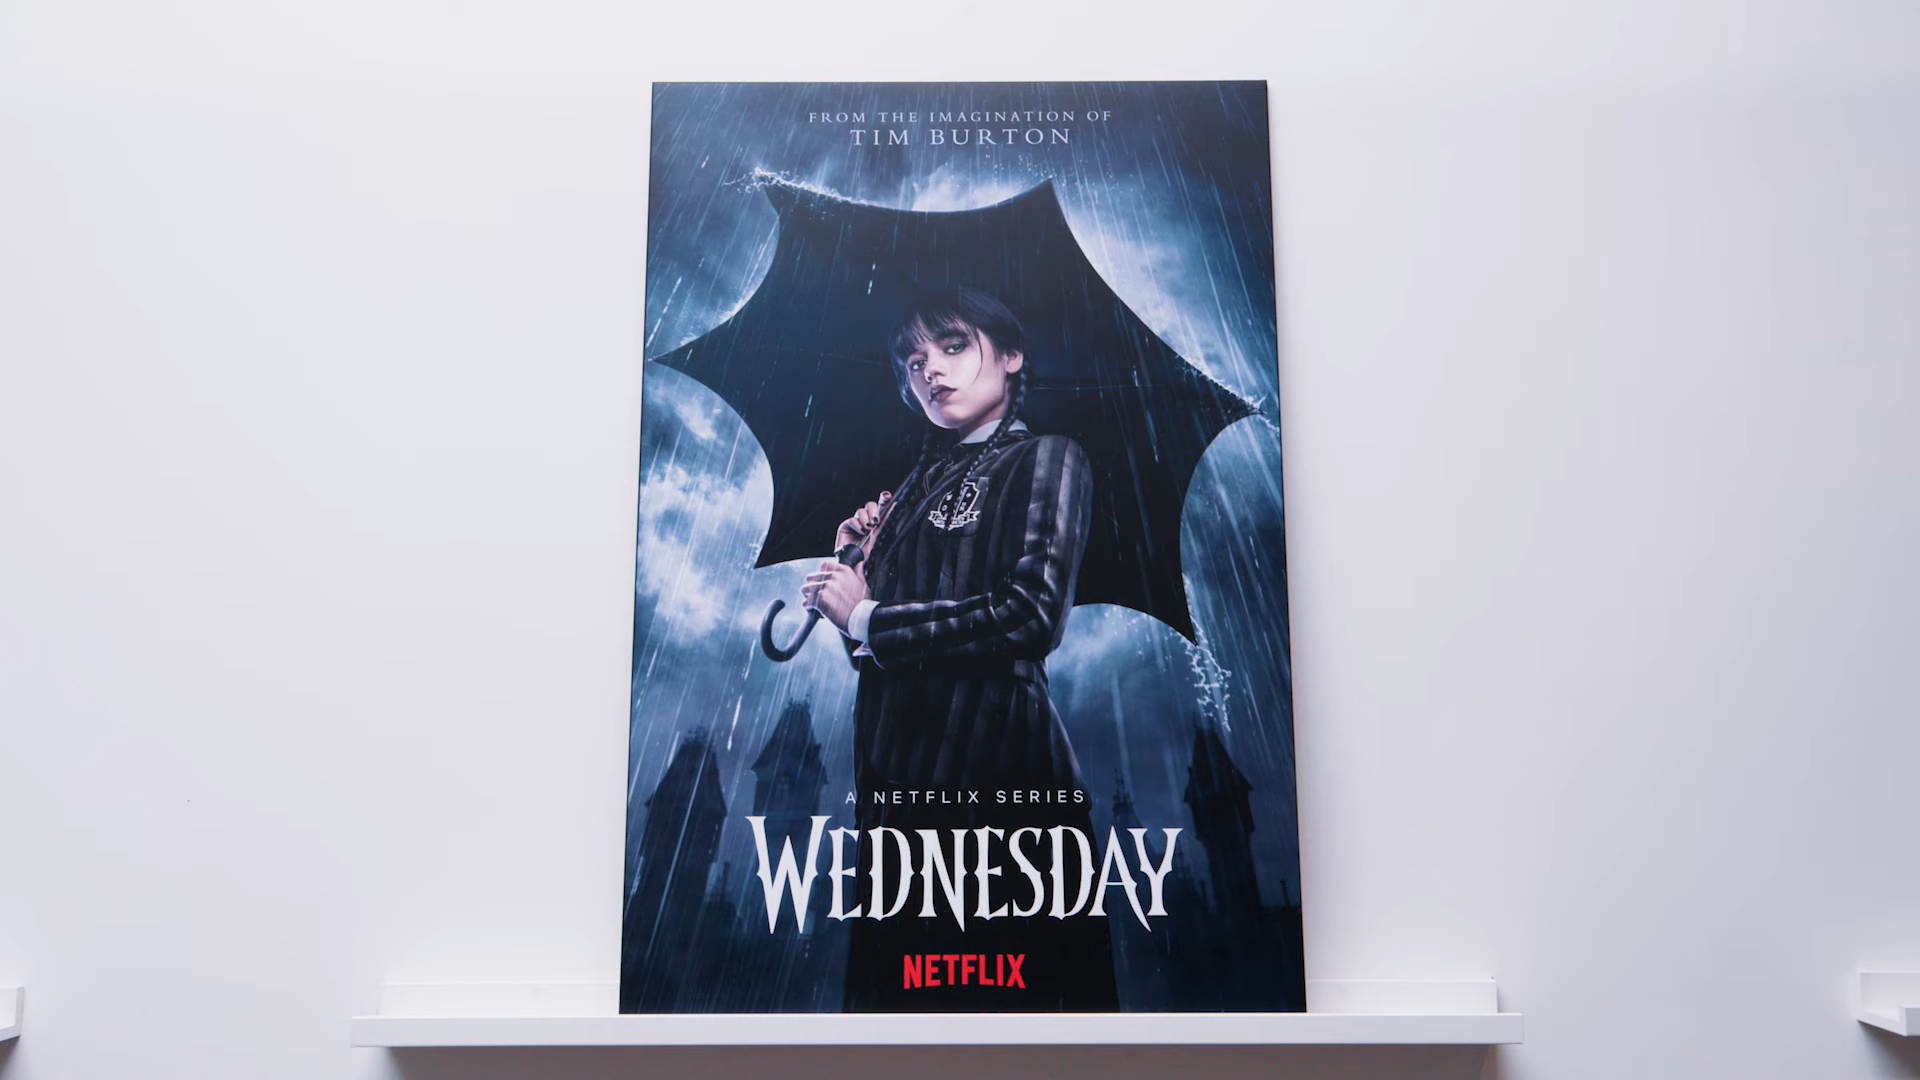 FROM THE IMAGINATION OF
TIM BURTON
A NETFLIX SERIES
WEDNESDAY
NETFLIX